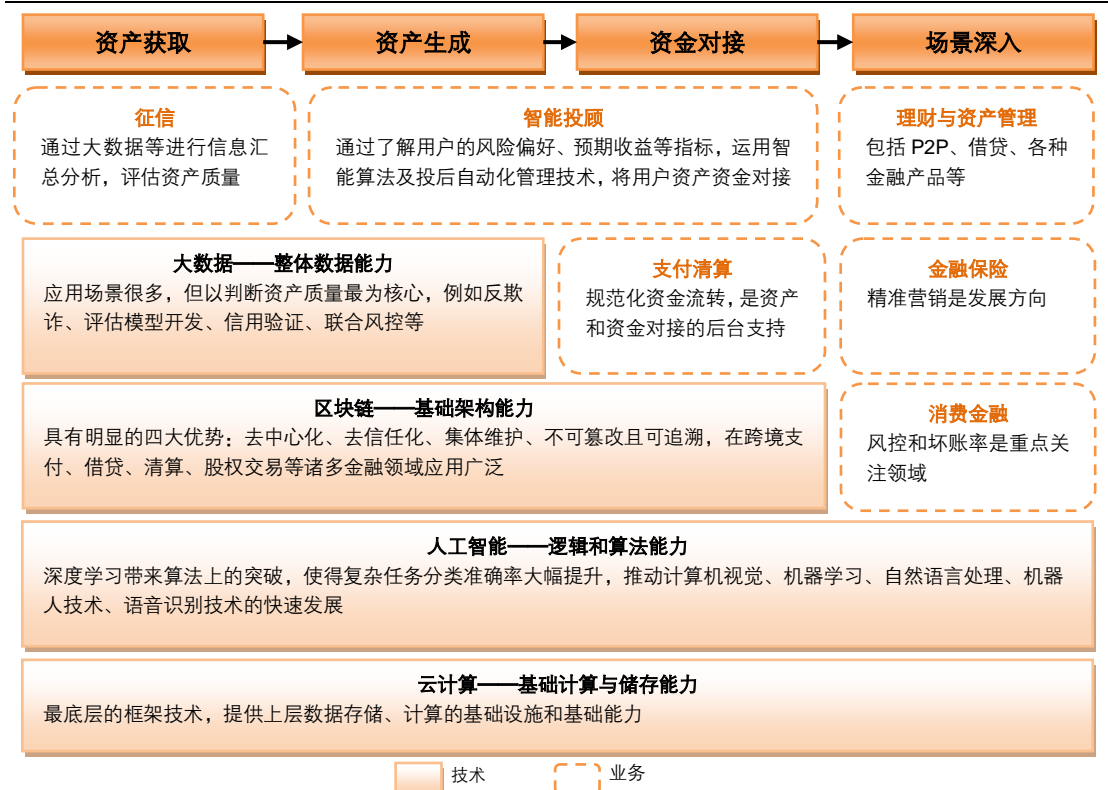 资产获取
资产生成
资金对接
场景深入
征信
通过大数据等进行信息汇
总分析，评估资产质量
智能投顾
通过了解用户的风险偏好、预期收益等指标，运用智
能算法及投后自动化管理技术，将用户资产资金对接
理财与资产管理
包括 P2P、借贷、各种
金融产品等
大数据——整体数据能力
应用场景很多，但以判断资产质量最为核心，例如反欺
诈、评估模型开发、信用验证、联合风控等
支付清算
规范化资金流转，是资产
和资金对接的后台支持
金融保险
精准营销是发展方向
区块链——基础架构能力
具有明显的四大优势：去中心化、去信任化、集体维护、不可篡改且可追溯，在跨境支
付、借贷、清算、股权交易等诸多金融领域应用广泛
消费金融
风控和坏账率是重点关
注领域
人工智能——逻辑和算法能力
深度学习带来算法上的突破，使得复杂任务分类准确率大幅提升，推动计算机视觉、机器学习、自然语言处理、机器
人技术、语音识别技术的快速发展
云计算——基础计算与储存能力
最底层的框架技术，提供上层数据存储、计算的基础设施和基础能力
技术
业务